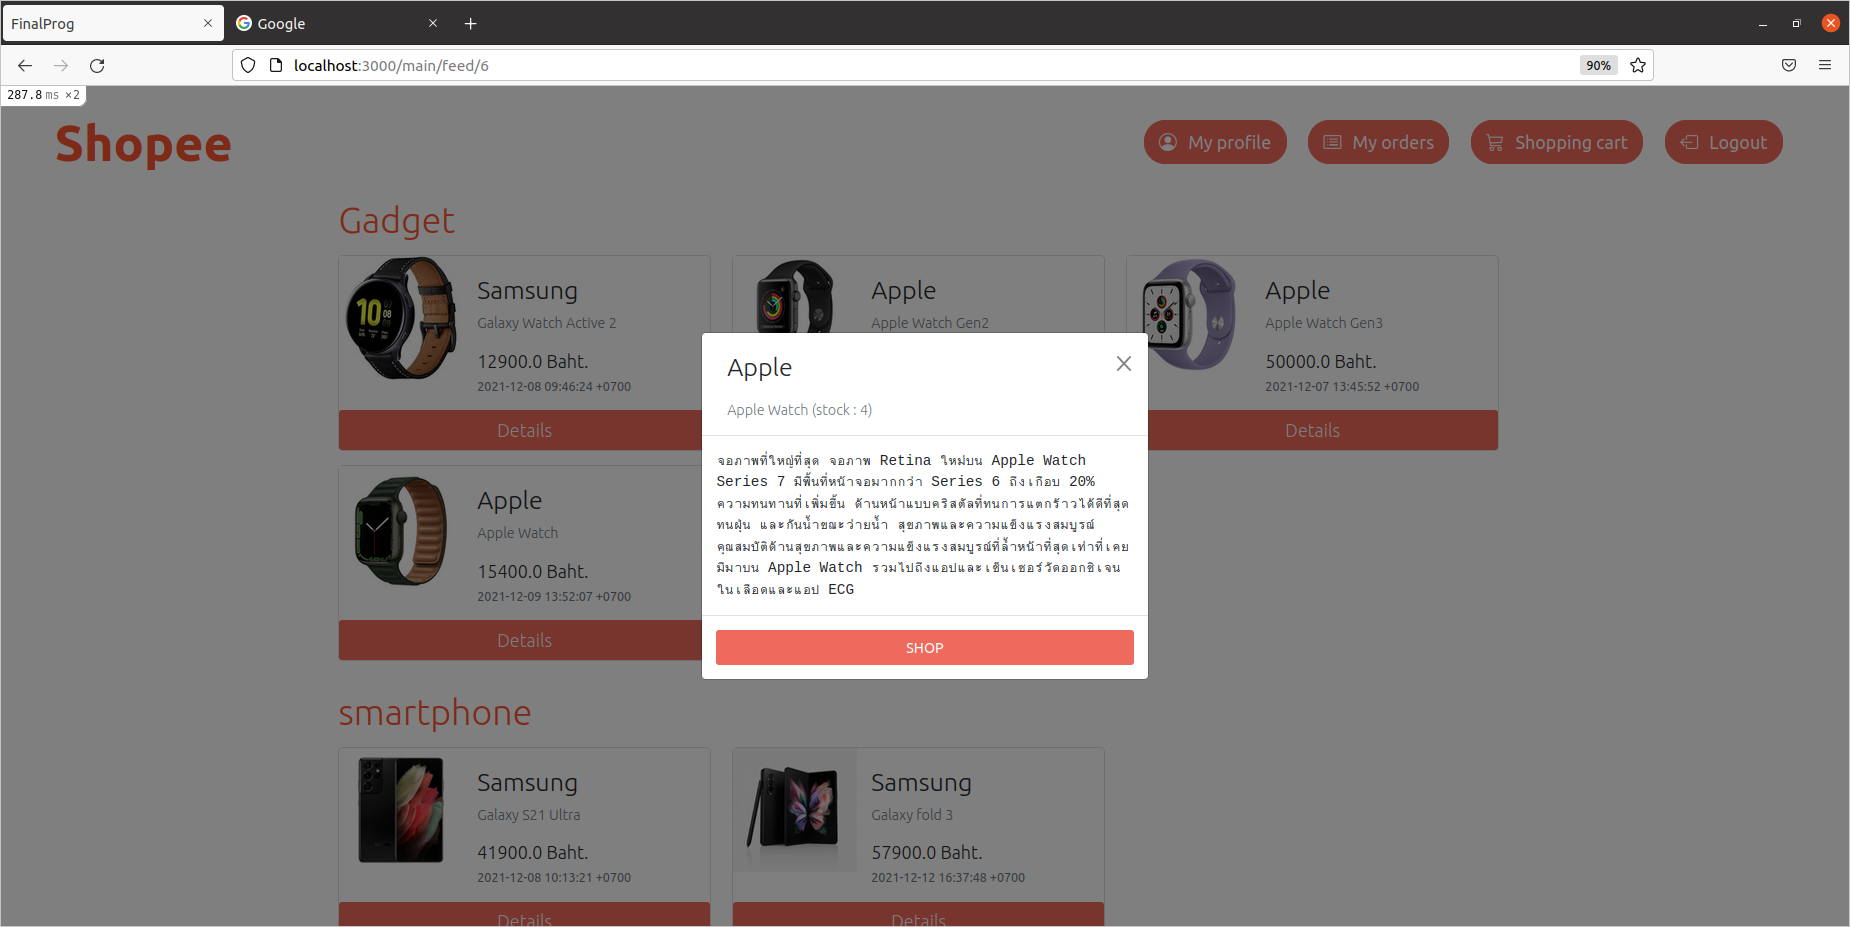 FinalProg
Google
localhost:3000/main/feed/6
90%
287.8 ms ×2
Shopee
My profile
My orders
Shopping cart
Logout
Gadget
Samsung
Galaxy Watch Active 2
12900.0 Baht.
2021-12-08 09:46:24 +0700
Details
Apple
Apple Watch Gen2
Apple
Apple Watch Gen3
50000.0 Baht.
2021-12-07 13:45:52 +0700
Details
Apple
Apple Watch
15400.0 Baht.
2021-12-09 13:52:07 +0700
Details
Apple
Apple Watch (stock : 4)
จอภาพที่ใหญ่ที่สุด จอภาพ Retina ใหม่บน Apple Watch
Series 7 มีพื้นที่หน้าจอมากกว่า Series 6 ถึงเกือบ 20%
ความทนทานที่เพิ่มขึ้น ด้านหน้าแบบคริสตัลที่ทนการแตกร้าวได้ดีที่สุด
ทนฝุ่น และกันน้ำขณะว่ายน้ำ สุขภาพและความแข็งแรงสมบูรณ์
คุณสมบัติด้านสุขภาพและความแข็งแรงสมบูรณ์ที่ล้ำหน้าที่สุดเท่าที่เคย
มีมาบน Apple Watch รวมไปถึงแอปและเซ็นเซอร์วัดออกซิเจน
ในเลือดและแอป ECG
SHOP
smartphone
Samsung
Galaxy S21 Ultra
41900.0 Baht.
2021-12-08 10:13:21 +0700
Details
Samsung
Galaxy fold 3
57900.0 Baht.
2021-12-12 16:37:48 +0700
Details